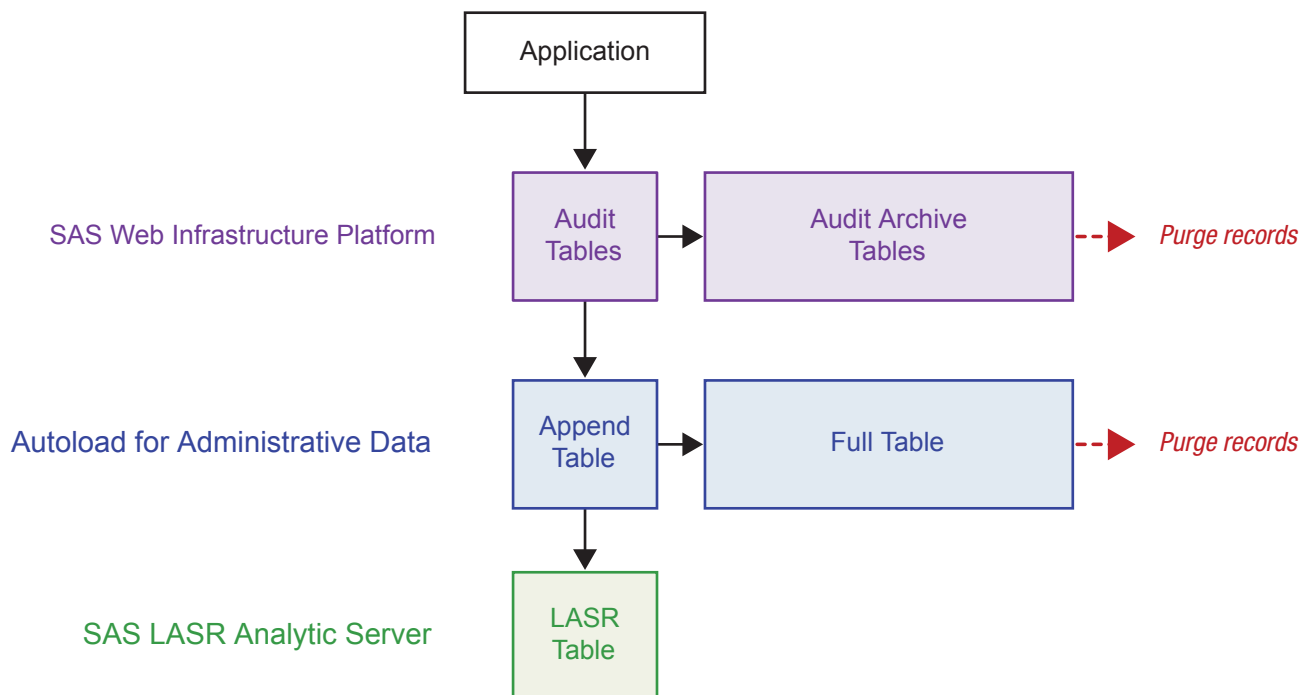 Application
SAS Web Infrastructure Platform
Audit
Tables
Audit Archive
Tables
Purge records
Autoload for Administrative Data
Append
Table
Full Table
Purge records
SAS LASR Analytic Server
LASR
Table